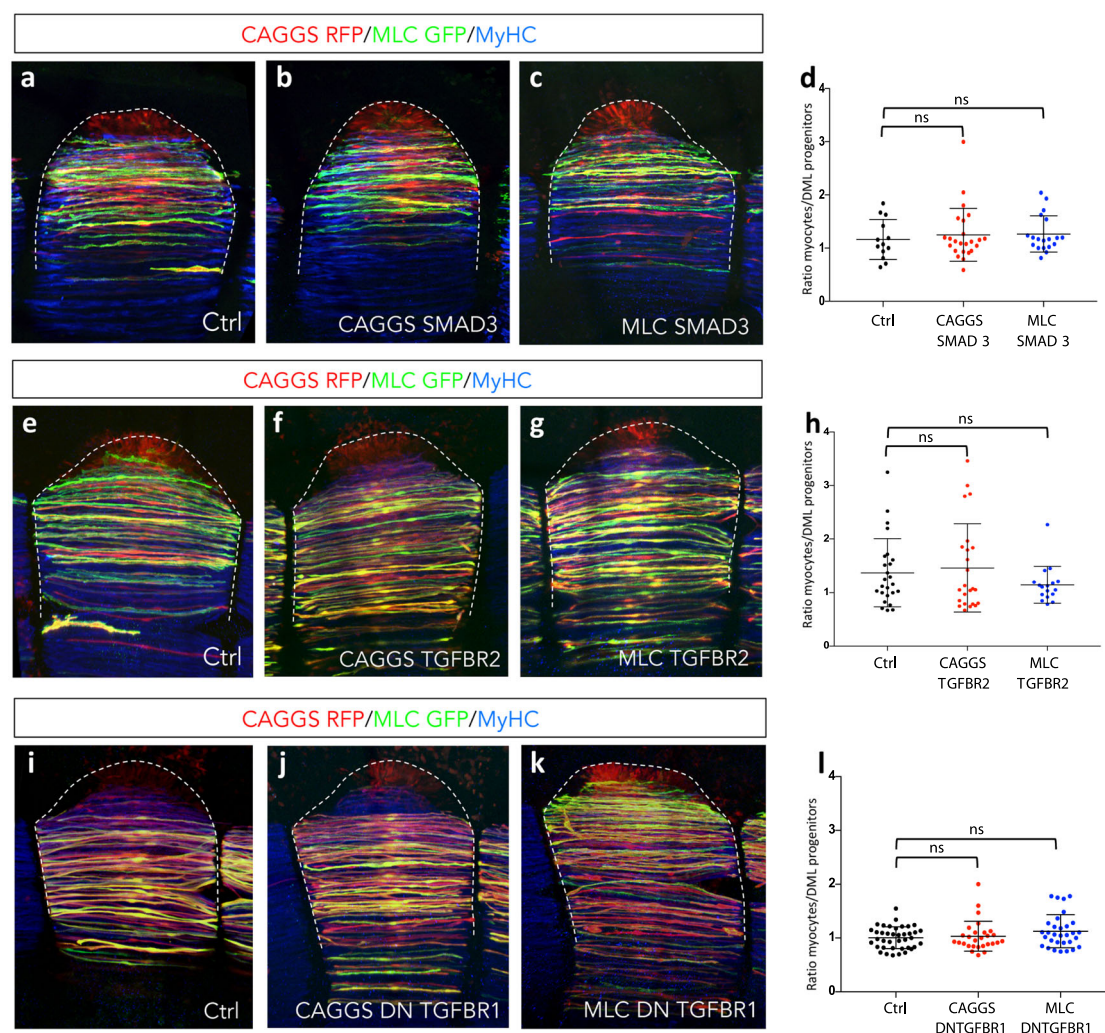 CAGGS RFP/MLC GFP/MyHC
a
b
c
Ctrl
CAGGS SMAD3
MLC SMAD3
d
Ratio myocytes/DML progenitors
4
3
2
1
0
ns
ns
Ctrl
CAGGS
SMAD 3
MLC
SMAD 3
CAGGS RFP/MLC GFP/MyHC
e
f
g
Ctrl
CAGGS TGFBR2
MLC TGFBR2
h
Ratio myocytes/DML progenitors
4
3
2
1
0
ns
ns
Ctrl
CAGGS
TGFBR2
MLC
TGFBR2
CAGGS RFP/MLC GFP/MyHC
i
j
k
Ctrl
CAGGS DN TGFBR1
MLC DN TGFBR1
l
Ratio myocytes/DML progenitors
4
3
2
1
0
ns
ns
Ctrl
CAGGS
DNTGFBR1
MLC
DNTGFBR1